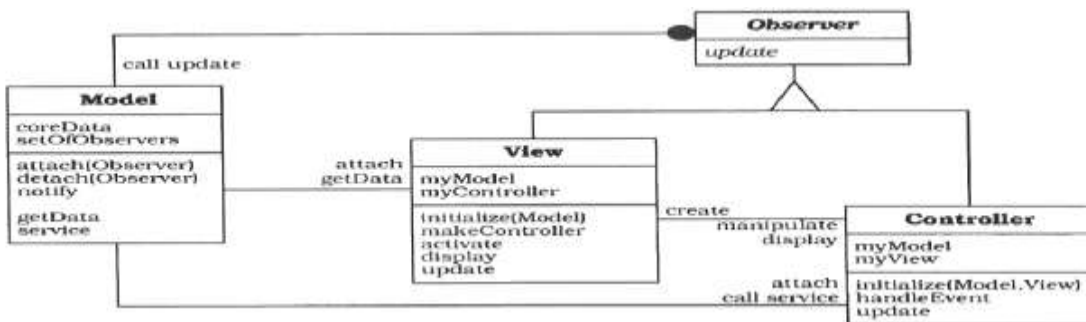 Observer
update
call update
Model
coreData
setOfObservers
attach(Observer)
detach(Observer)
notify
getData
service
attach
getData
View
myModel
myController
initialize(Model)
makeController
activate
display
update
create
manipulate
display
Controller
myModel
myView
attach
call service
initialize(Model,View)
handleEvent
update